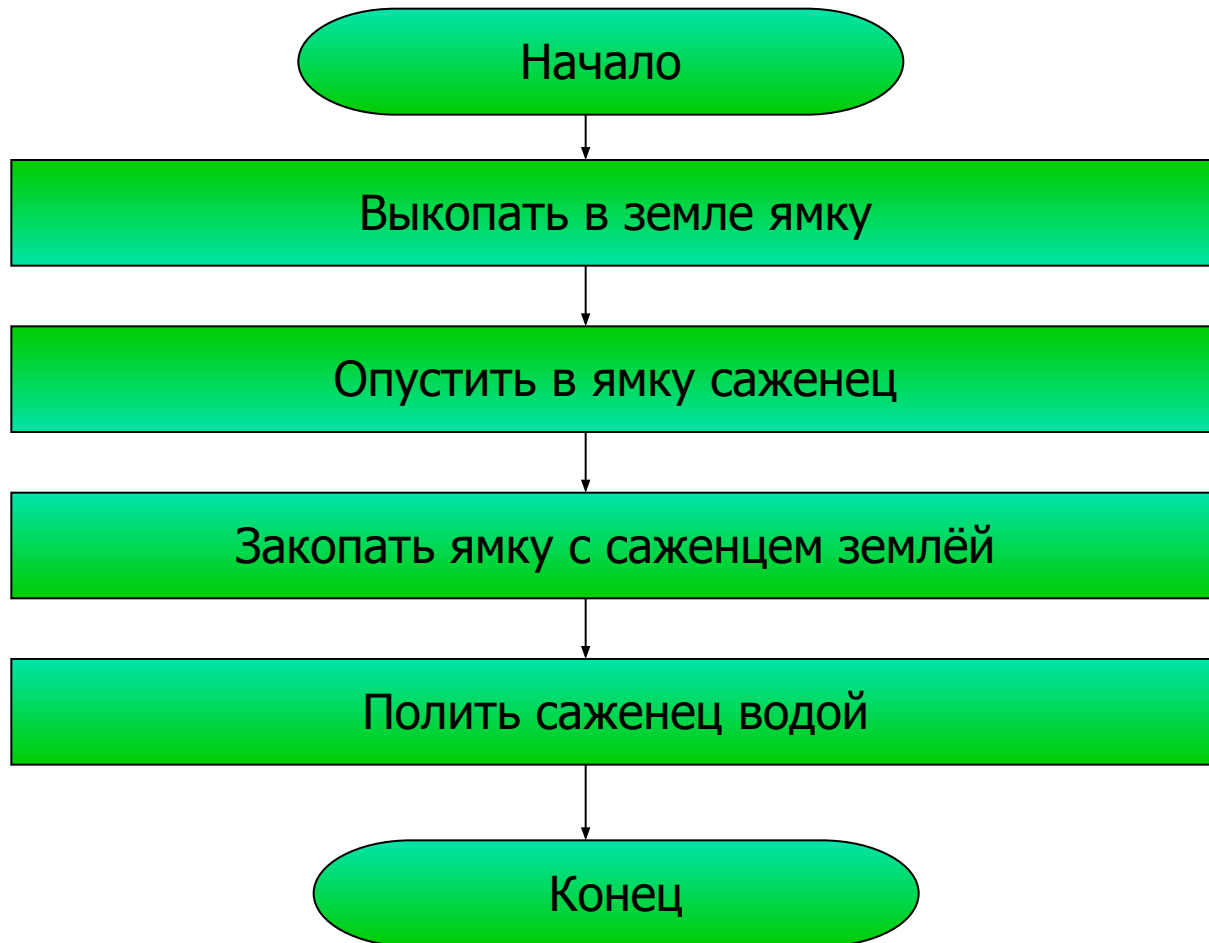 Начало
Выкопать в земле ямку
Опустить в ямку саженец
Закопать ямку с саженцем землёй
Полить саженец водой
Конец